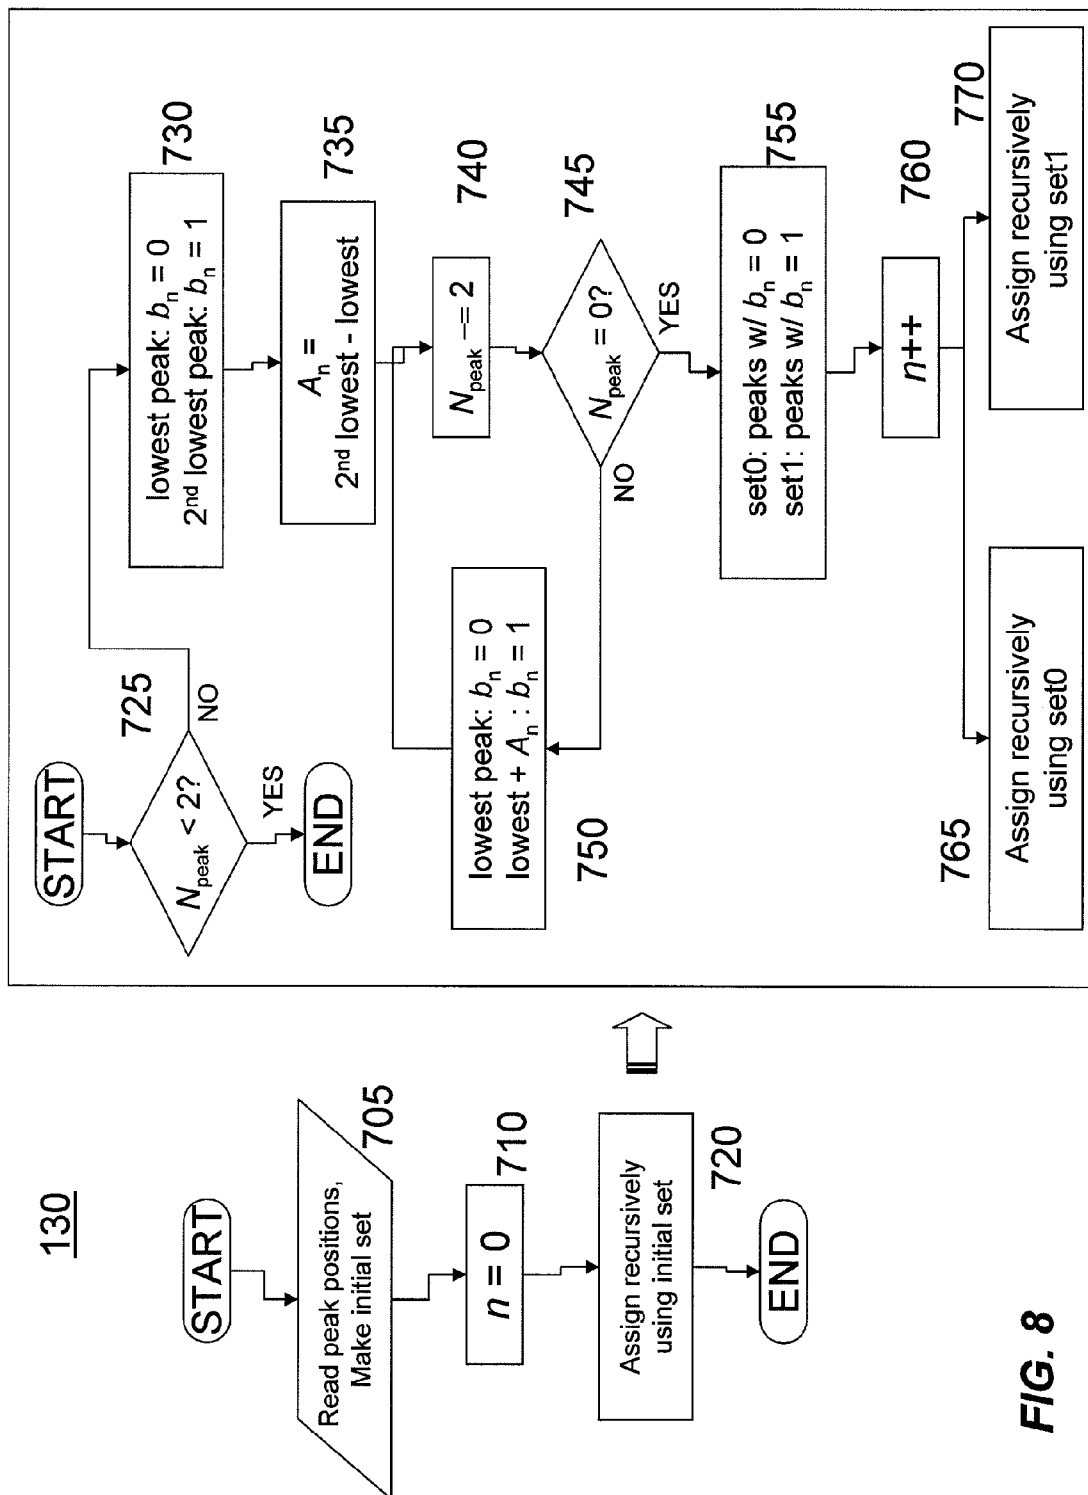 130
START
Read peak positions,
Make initial set
705
n = 0
710
Assign recursively
using initial set
720
END
START
N_peak < 2?
725
NO
YES
END
lowest peak: b_n = 0
2nd lowest peak: b_n = 1
730
A_n =
2nd lowest - lowest
735
N_peak −= 2
740
N_peak = 0?
745
NO
YES
lowest peak: b_n = 0
lowest + A_n : b_n = 1
750
set0: peaks w/ b_n = 0
set1: peaks w/ b_n = 1
755
n++
760
Assign recursively
using set0
765
Assign recursively
using set1
770
FIG. 8